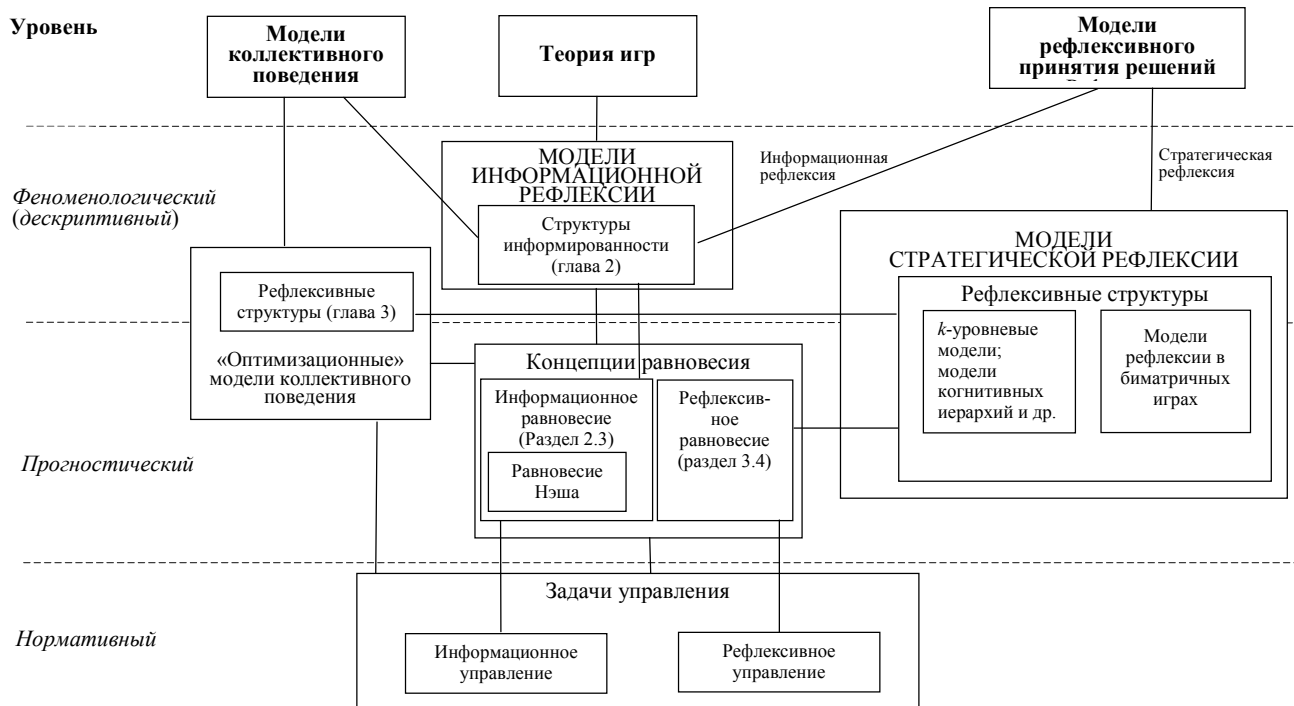 Уровень
Модели
коллективного
поведения
Теория игр
Модели
рефлексивного
принятия решений
Феноменологический
(дескриптивный)
МОДЕЛИ
ИНФОРМАЦИОННОЙ
РЕФЛЕКСИИ
Структуры
информированности
(глава 2)
Информационная
рефлексия
Стратегическая
рефлексия
Рефлексивные
структуры (глава 3)
«Оптимизационные»
модели коллективного
поведения
МОДЕЛИ
СТРАТЕГИЧЕСКОЙ РЕФЛЕКСИИ
Рефлексивные структуры
k-уровневые
модели;
модели
когнитивных
иерархий и др.
Модели
рефлексии в
биматричных
играх
Прогностический
Концепции равновесия
Информационное
равновесие
(Раздел 2.3)
Равновесие
Нэша
Рефлексив-
ное
равновесие
(раздел 3.4)
Нормативный
Задачи управления
Информационное
управление
Рефлексивное
управление